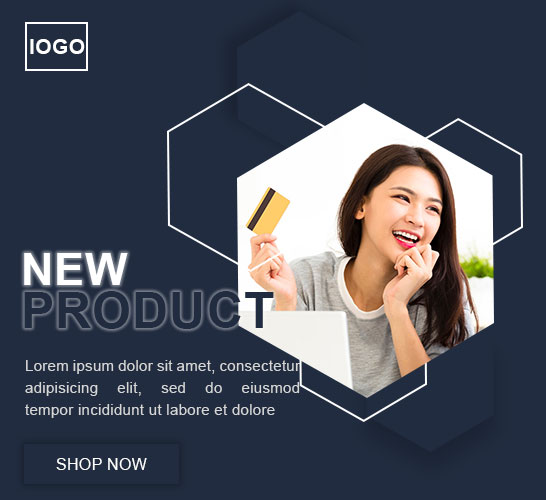 IOGO
NEW
PRODUCT
Lorem ipsum dolor sit amet, consectetur
adipisicing elit, sed do eiusmod
tempor incididunt ut labore et dolore
SHOP NOW